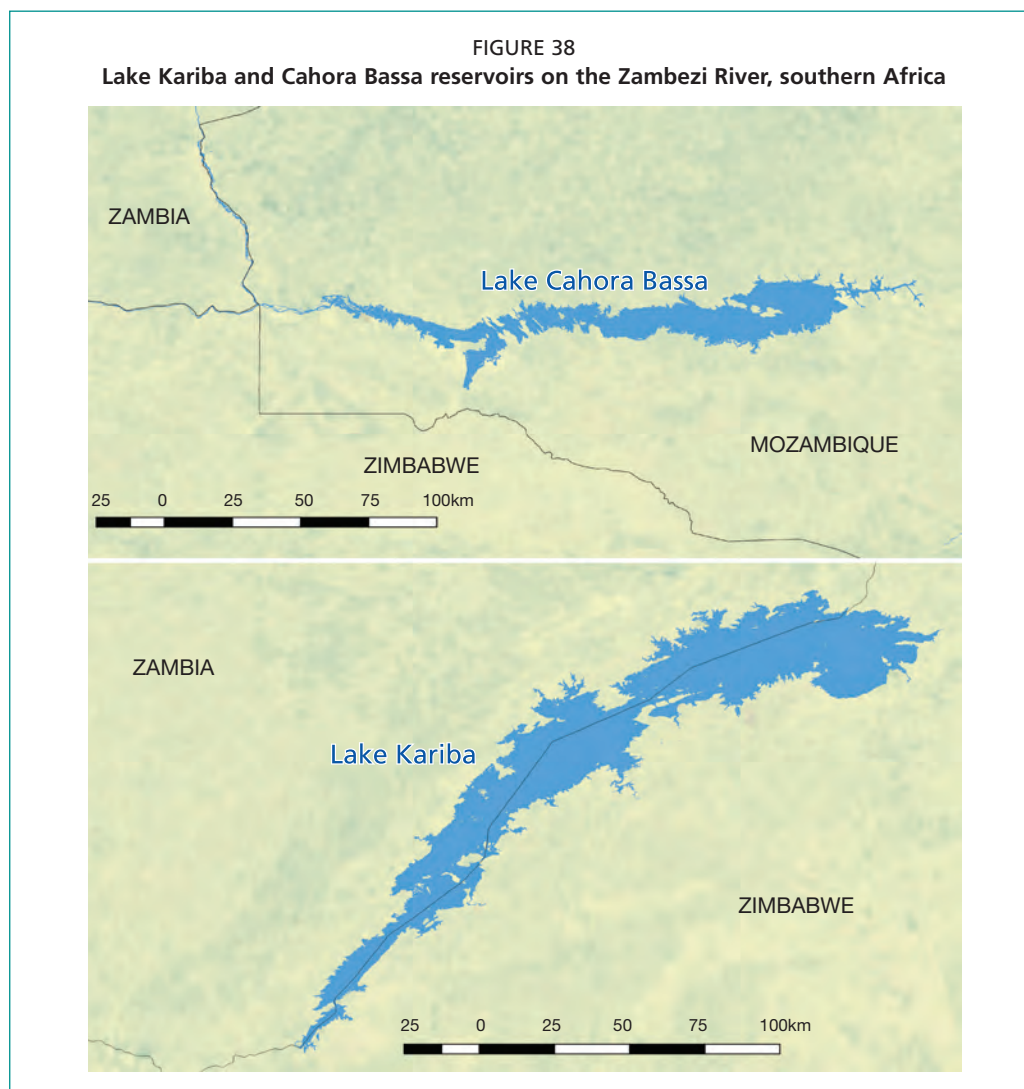 FIGURE 38
Lake Kariba and Cahora Bassa reservoirs on the Zambezi River, southern Africa
ZAMBIA
Lake Cahora Bassa
MOZAMBIQUE
ZIMBABWE
25 0 25 50 75 100km
ZAMBIA
Lake Kariba
ZIMBABWE
25 0 25 50 75 100km